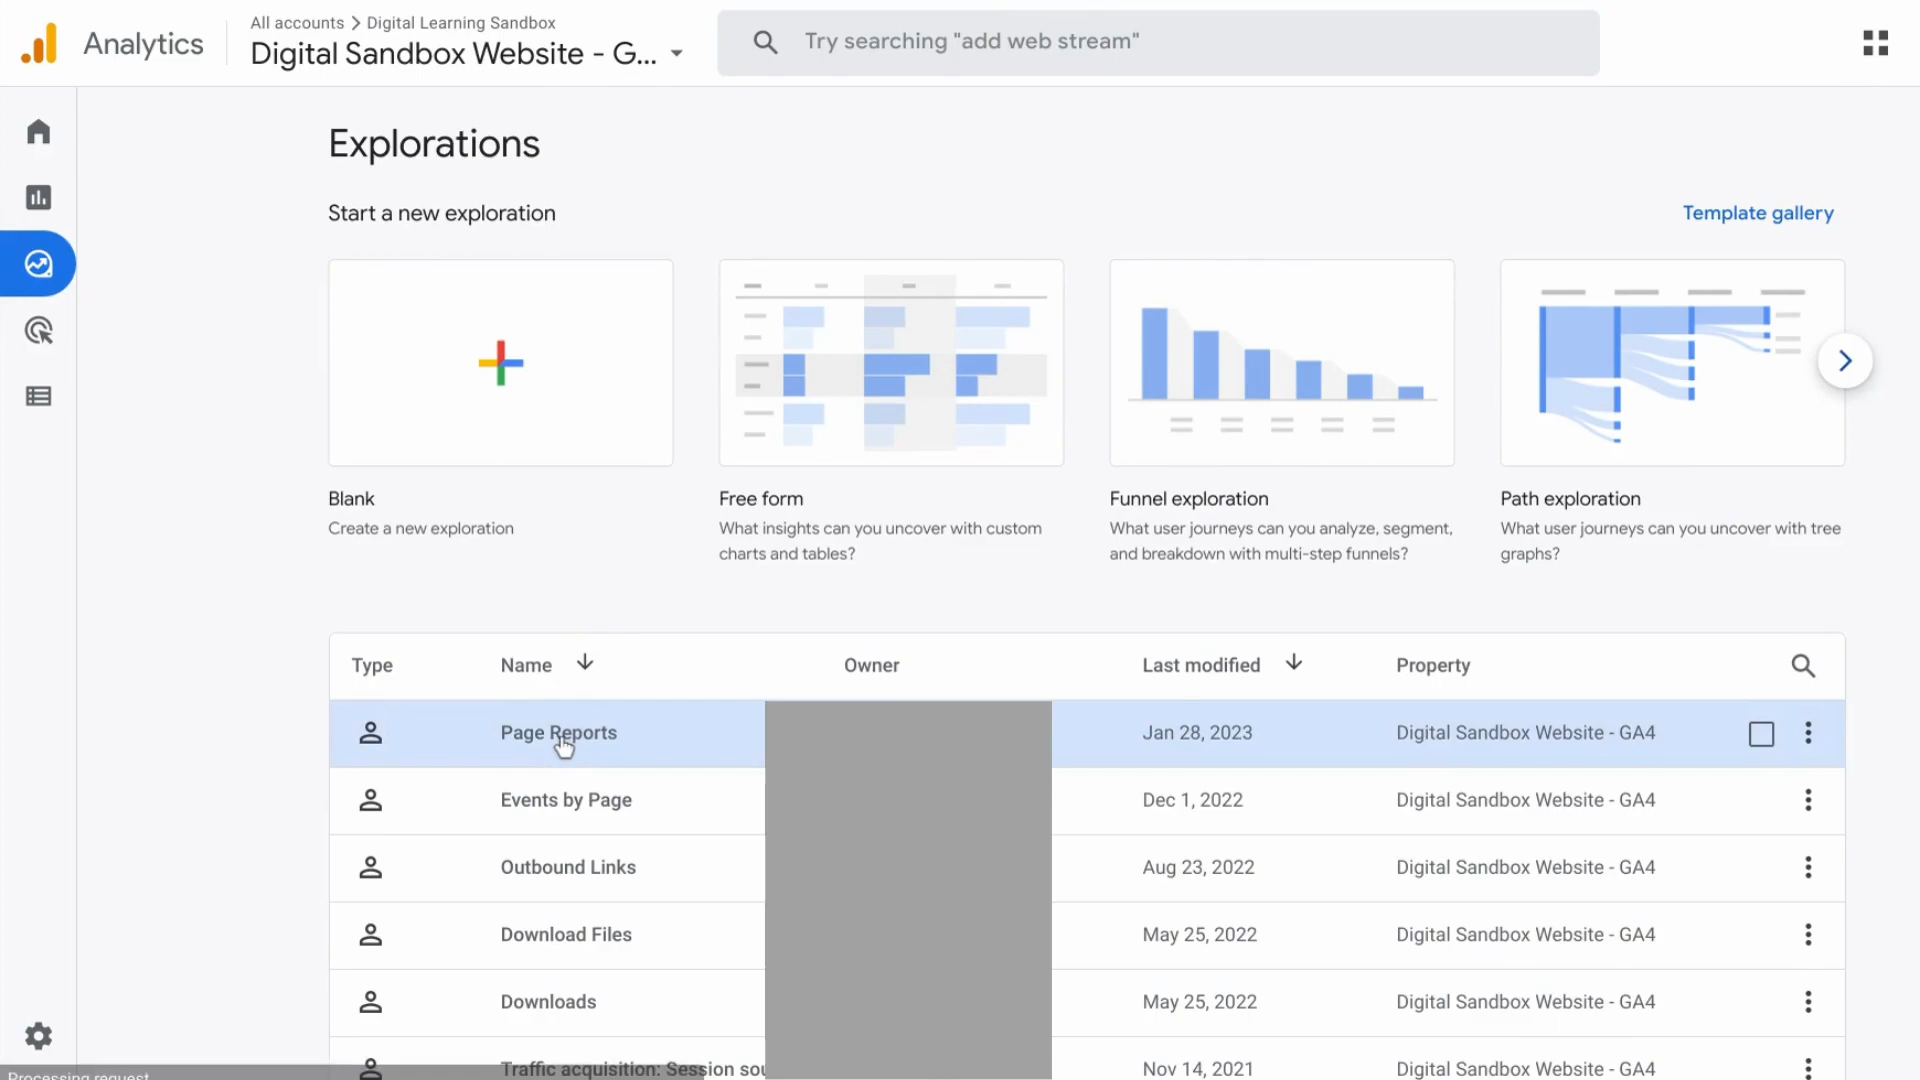 All accounts > Digital Learning Sandbox
Analytics
Digital Sandbox Website - G...
Try searching "add web stream"
Explorations
Start a new exploration
Template gallery
Blank
Create a new exploration
Free form
What insights can you uncover with custom
charts and tables?
Funnel exploration
What user journeys can you analyze, segment,
and breakdown with multi-step funnels?
Path exploration
What user journeys can you uncover with tree
graphs?
Type Name Owner Last modified Property
Page Reports Jan 28, 2023 Digital Sandbox Website - GA4
Events by Page Dec 1, 2022 Digital Sandbox Website - GA4
Outbound Links Aug 23, 2022 Digital Sandbox Website - GA4
Download Files May 25, 2022 Digital Sandbox Website - GA4
Downloads May 25, 2022 Digital Sandbox Website - GA4
Traffic acquisition: Session sou Nov 14, 2021 Digital Sandbox Website - GA4
Processing request